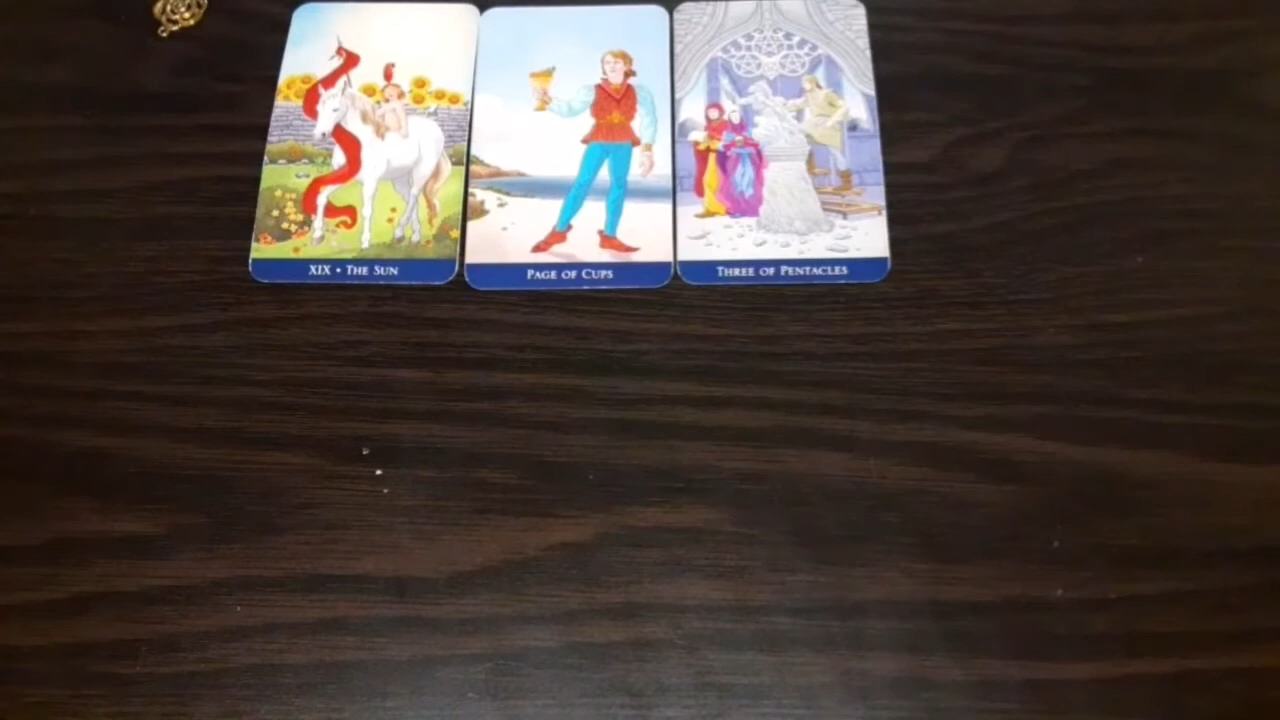 XIX • THE SUN
PAGE OF CUPS
THREE OF PENTACLES